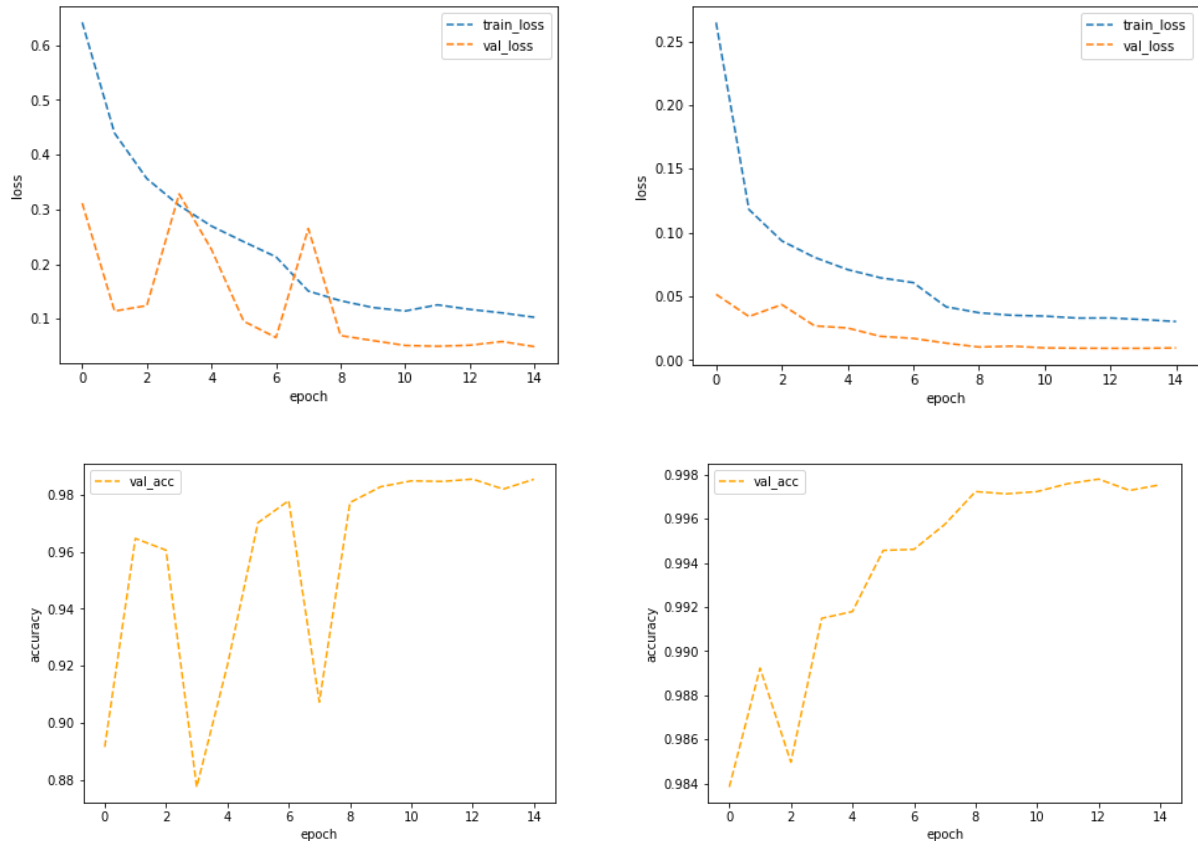 train_loss
val_loss
0.6
0.5
0.4
0.3
0.2
0.1
loss
0 2 4 6 8 10 12 14
epoch
train_loss
val_loss
0.25
0.20
0.15
0.10
0.05
0.00
loss
0 2 4 6 8 10 12 14
epoch
val_acc
0.98
0.96
0.94
0.92
0.90
0.88
accuracy
0 2 4 6 8 10 12 14
epoch
val_acc
0.998
0.996
0.994
0.992
0.990
0.988
0.986
0.984
accuracy
0 2 4 6 8 10 12 14
epoch